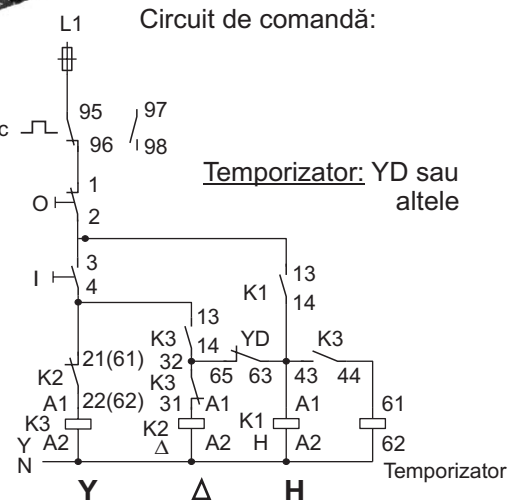 Circuit de comandă:
L1
95 97
c 96 98
Temporizator: YD sau
altele
1
O 2
3
I 4
13
K1 14
13
K3 14 YD K3
21(61) 32 65 63 43 44
K2 K3
A1 22(62) 31 A1 A1 61
K3 K2 K1
Y A2 Δ A2 H A2 62
N
Temporizator
Y Δ H